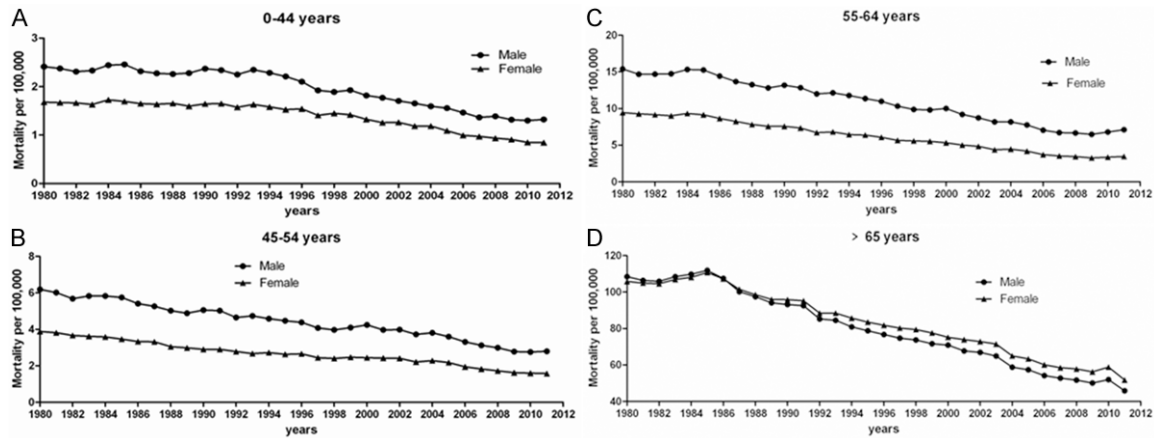 A
0-44 years
Mortality per 100,000
3
2
1
0
Male
Female
1980 1982 1984 1986 1988 1990 1992 1994 1996 1998 2000 2002 2004 2006 2008 2010 2012
years
B
45-54 years
Mortality per 100,000
8
6
4
2
0
Male
Female
1980 1982 1984 1986 1988 1990 1992 1994 1996 1998 2000 2002 2004 2006 2008 2010 2012
years
C
55-64 years
Mortality per 100,000
20
15
10
5
0
Male
Female
1980 1982 1984 1986 1988 1990 1992 1994 1996 1998 2000 2002 2004 2006 2008 2010 2012
years
D
> 65 years
Mortality per 100,000
120
100
80
60
40
Male
Female
1980 1982 1984 1986 1988 1990 1992 1994 1996 1998 2000 2002 2004 2006 2008 2010 2012
years